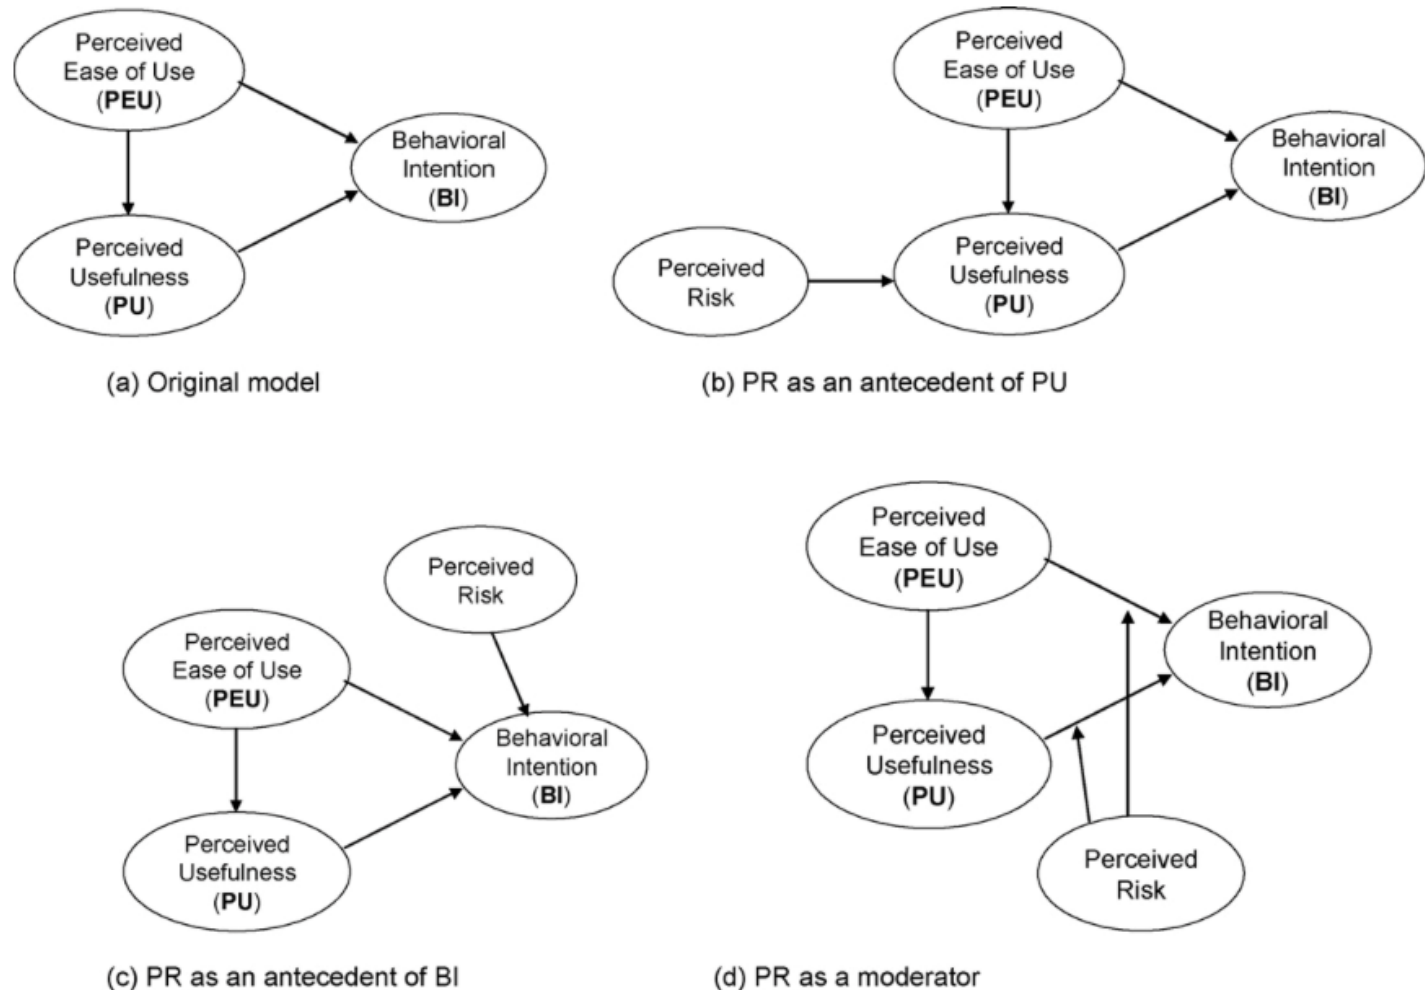 Perceived
Ease of Use
(PEU)
Behavioral
Intention
(BI)
Perceived
Usefulness
(PU)
(a) Original model
Perceived
Ease of Use
(PEU)
Behavioral
Intention
(BI)
Perceived
Risk
Perceived
Usefulness
(PU)
(b) PR as an antecedent of PU
Perceived
Risk
Perceived
Ease of Use
(PEU)
Behavioral
Intention
(BI)
Perceived
Usefulness
(PU)
(c) PR as an antecedent of BI
Perceived
Ease of Use
(PEU)
Behavioral
Intention
(BI)
Perceived
Usefulness
(PU)
Perceived
Risk
(d) PR as a moderator